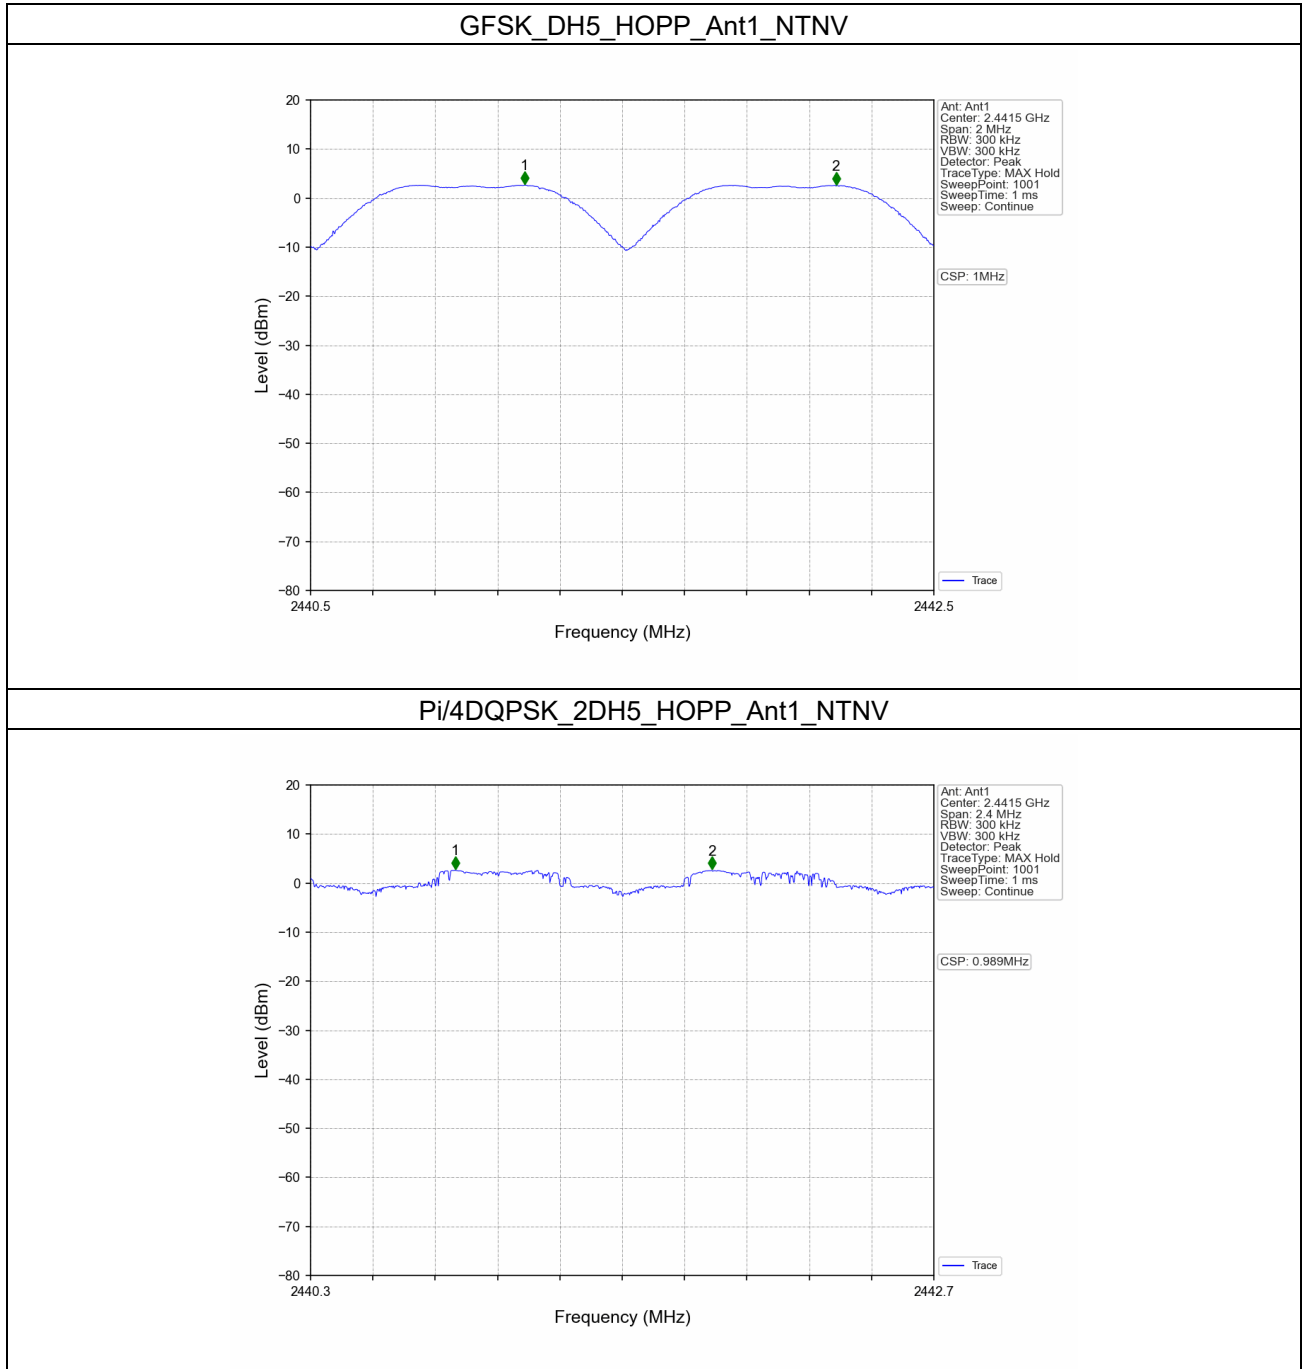 GFSK_DH5_HOPP_Ant1_NTNV
20
10
0
−10
−20
−30
−40
−50
−60
−70
−80
Level (dBm)
1
2
2440.5
2442.5
Frequency (MHz)
Ant: Ant1
Center: 2.4415 GHz
Span: 2 MHz
RBW: 300 kHz
VBW: 300 kHz
Detector: Peak
TraceType: MAX Hold
SweepPoint: 1001
SweepTime: 1 ms
Sweep: Continue
CSP: 1MHz
Trace
Pi/4DQPSK_2DH5_HOPP_Ant1_NTNV
20
10
0
−10
−20
−30
−40
−50
−60
−70
−80
Level (dBm)
1
2
2440.3
2442.7
Frequency (MHz)
Ant: Ant1
Center: 2.4415 GHz
Span: 2.4 MHz
RBW: 300 kHz
VBW: 300 kHz
Detector: Peak
TraceType: MAX Hold
SweepPoint: 1001
SweepTime: 1 ms
Sweep: Continue
CSP: 0.989MHz
Trace